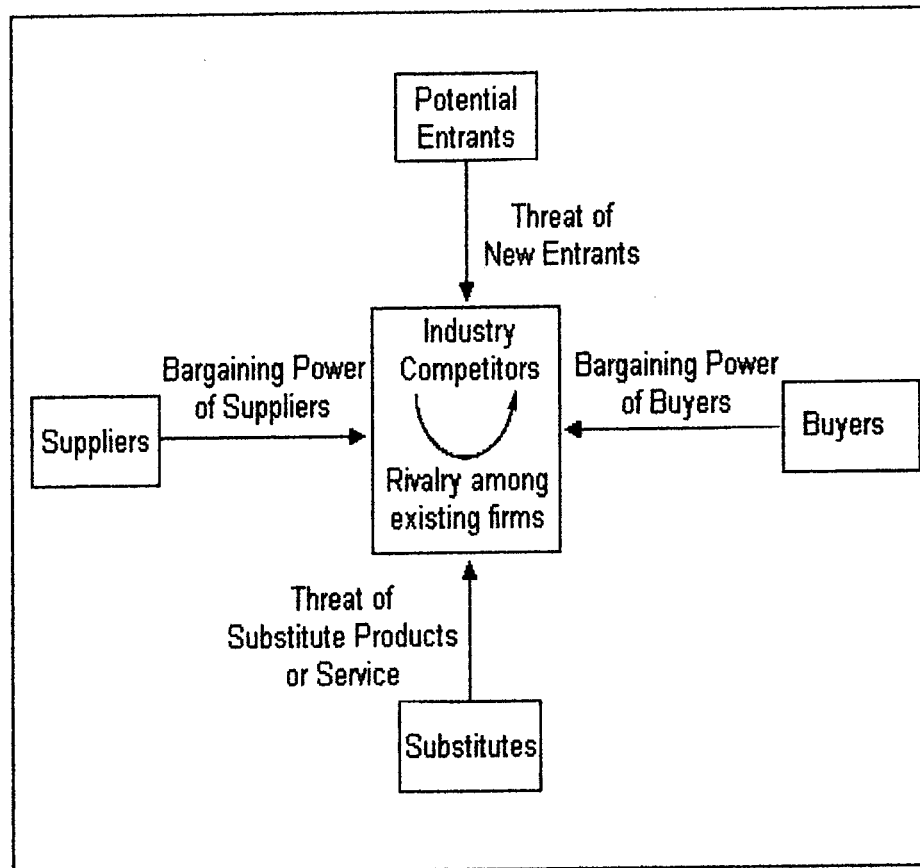 Potential
Entrants
Threat of
New Entrants
Industry
Competitors
Rivalry among
existing firms
Bargaining Power
of Suppliers
Suppliers
Bargaining Power
of Buyers
Buyers
Threat of
Substitute Products
or Service
Substitutes